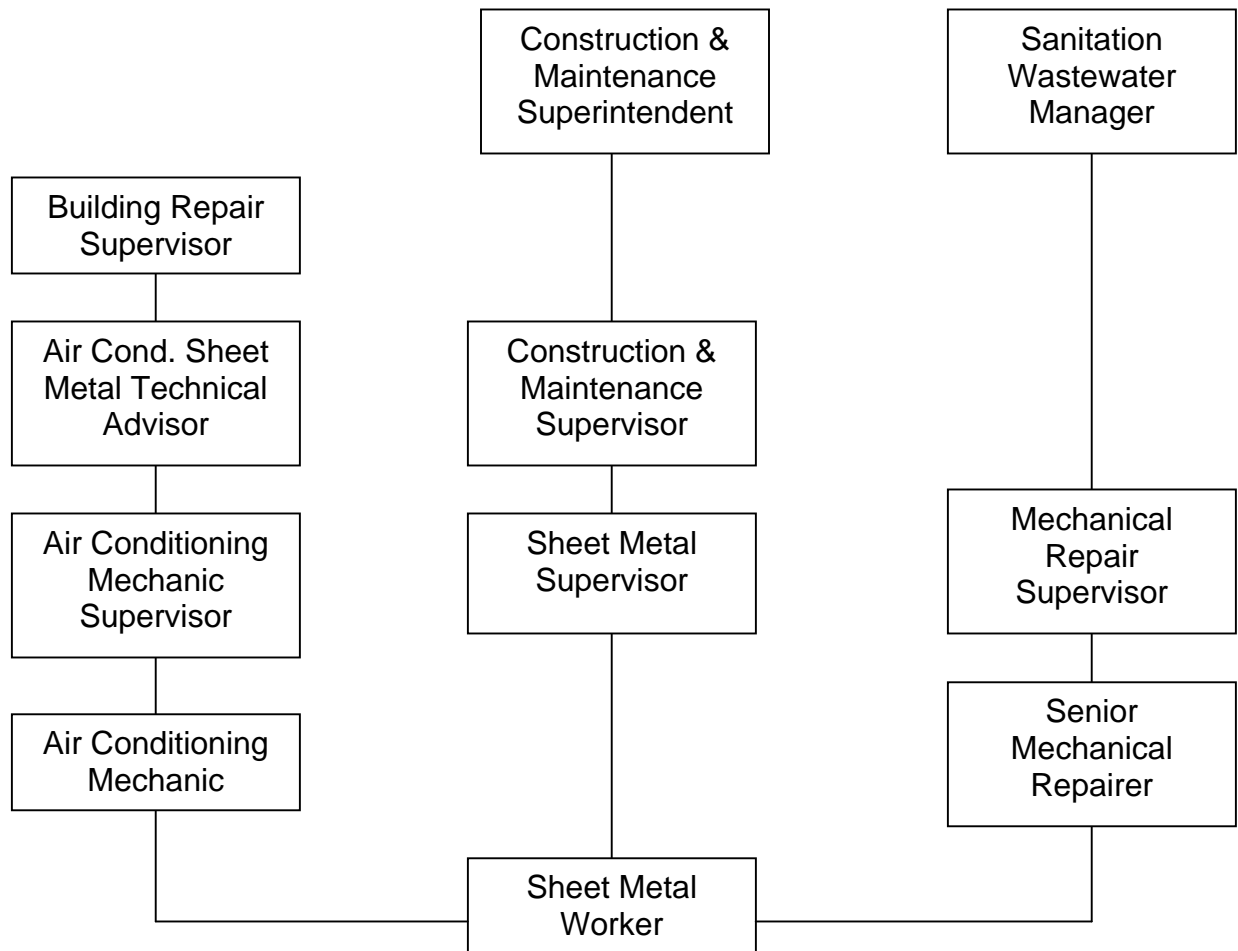 Construction &
Maintenance
Superintendent
Sanitation
Wastewater
Manager
Building Repair
Supervisor
Air Cond. Sheet
Metal Technical
Advisor
Construction &
Maintenance
Supervisor
Air Conditioning
Mechanic
Supervisor
Sheet Metal
Supervisor
Mechanical
Repair
Supervisor
Air Conditioning
Mechanic
Senior
Mechanical
Repairer
Sheet Metal
Worker